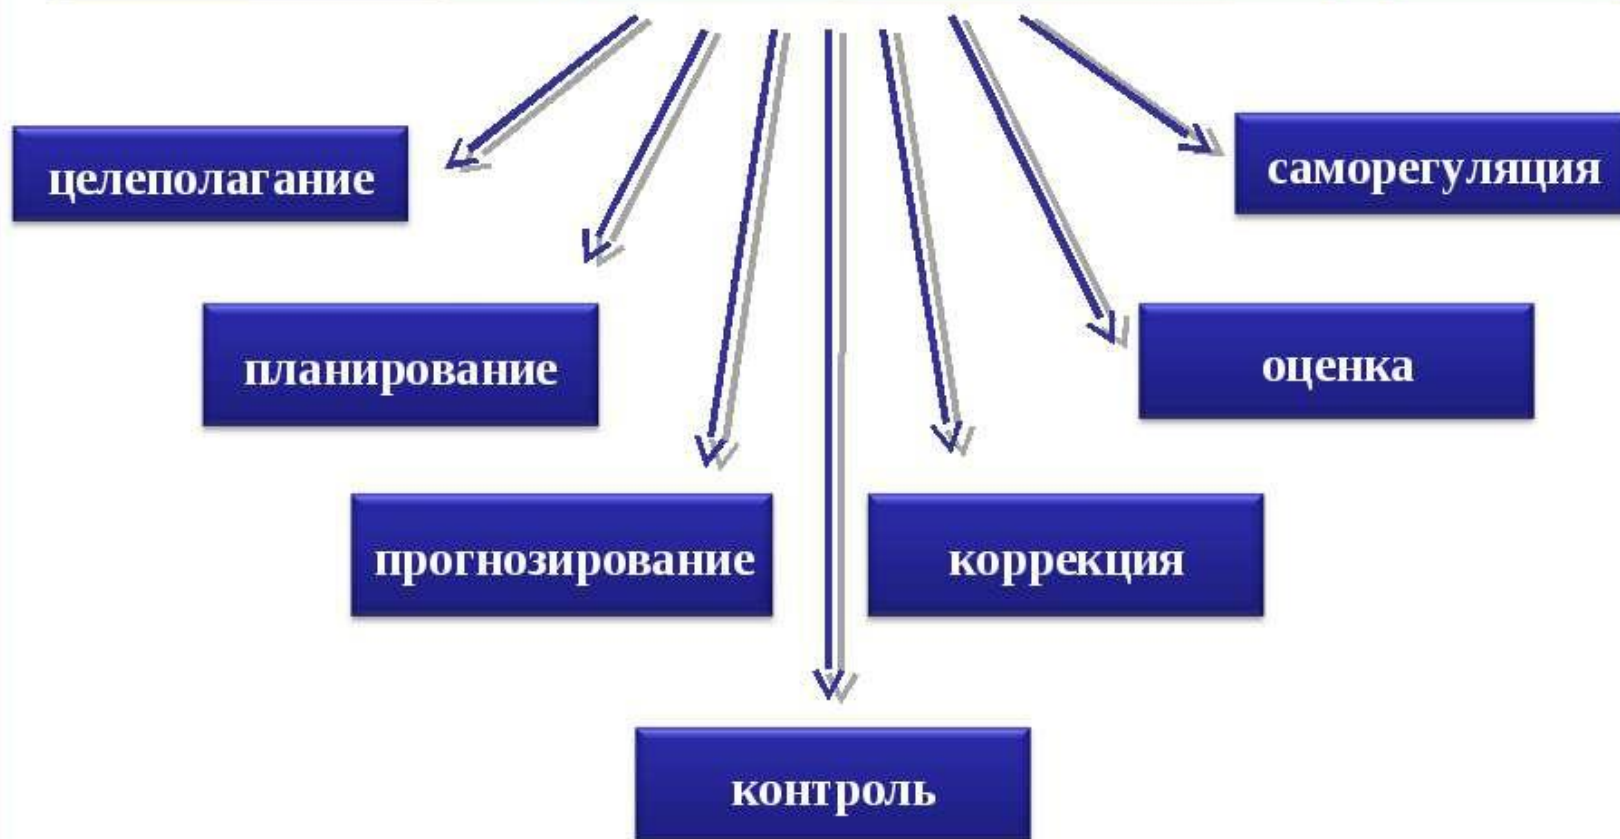 целеполагание
саморегуляция
планирование
оценка
прогнозирование
коррекция
контроль